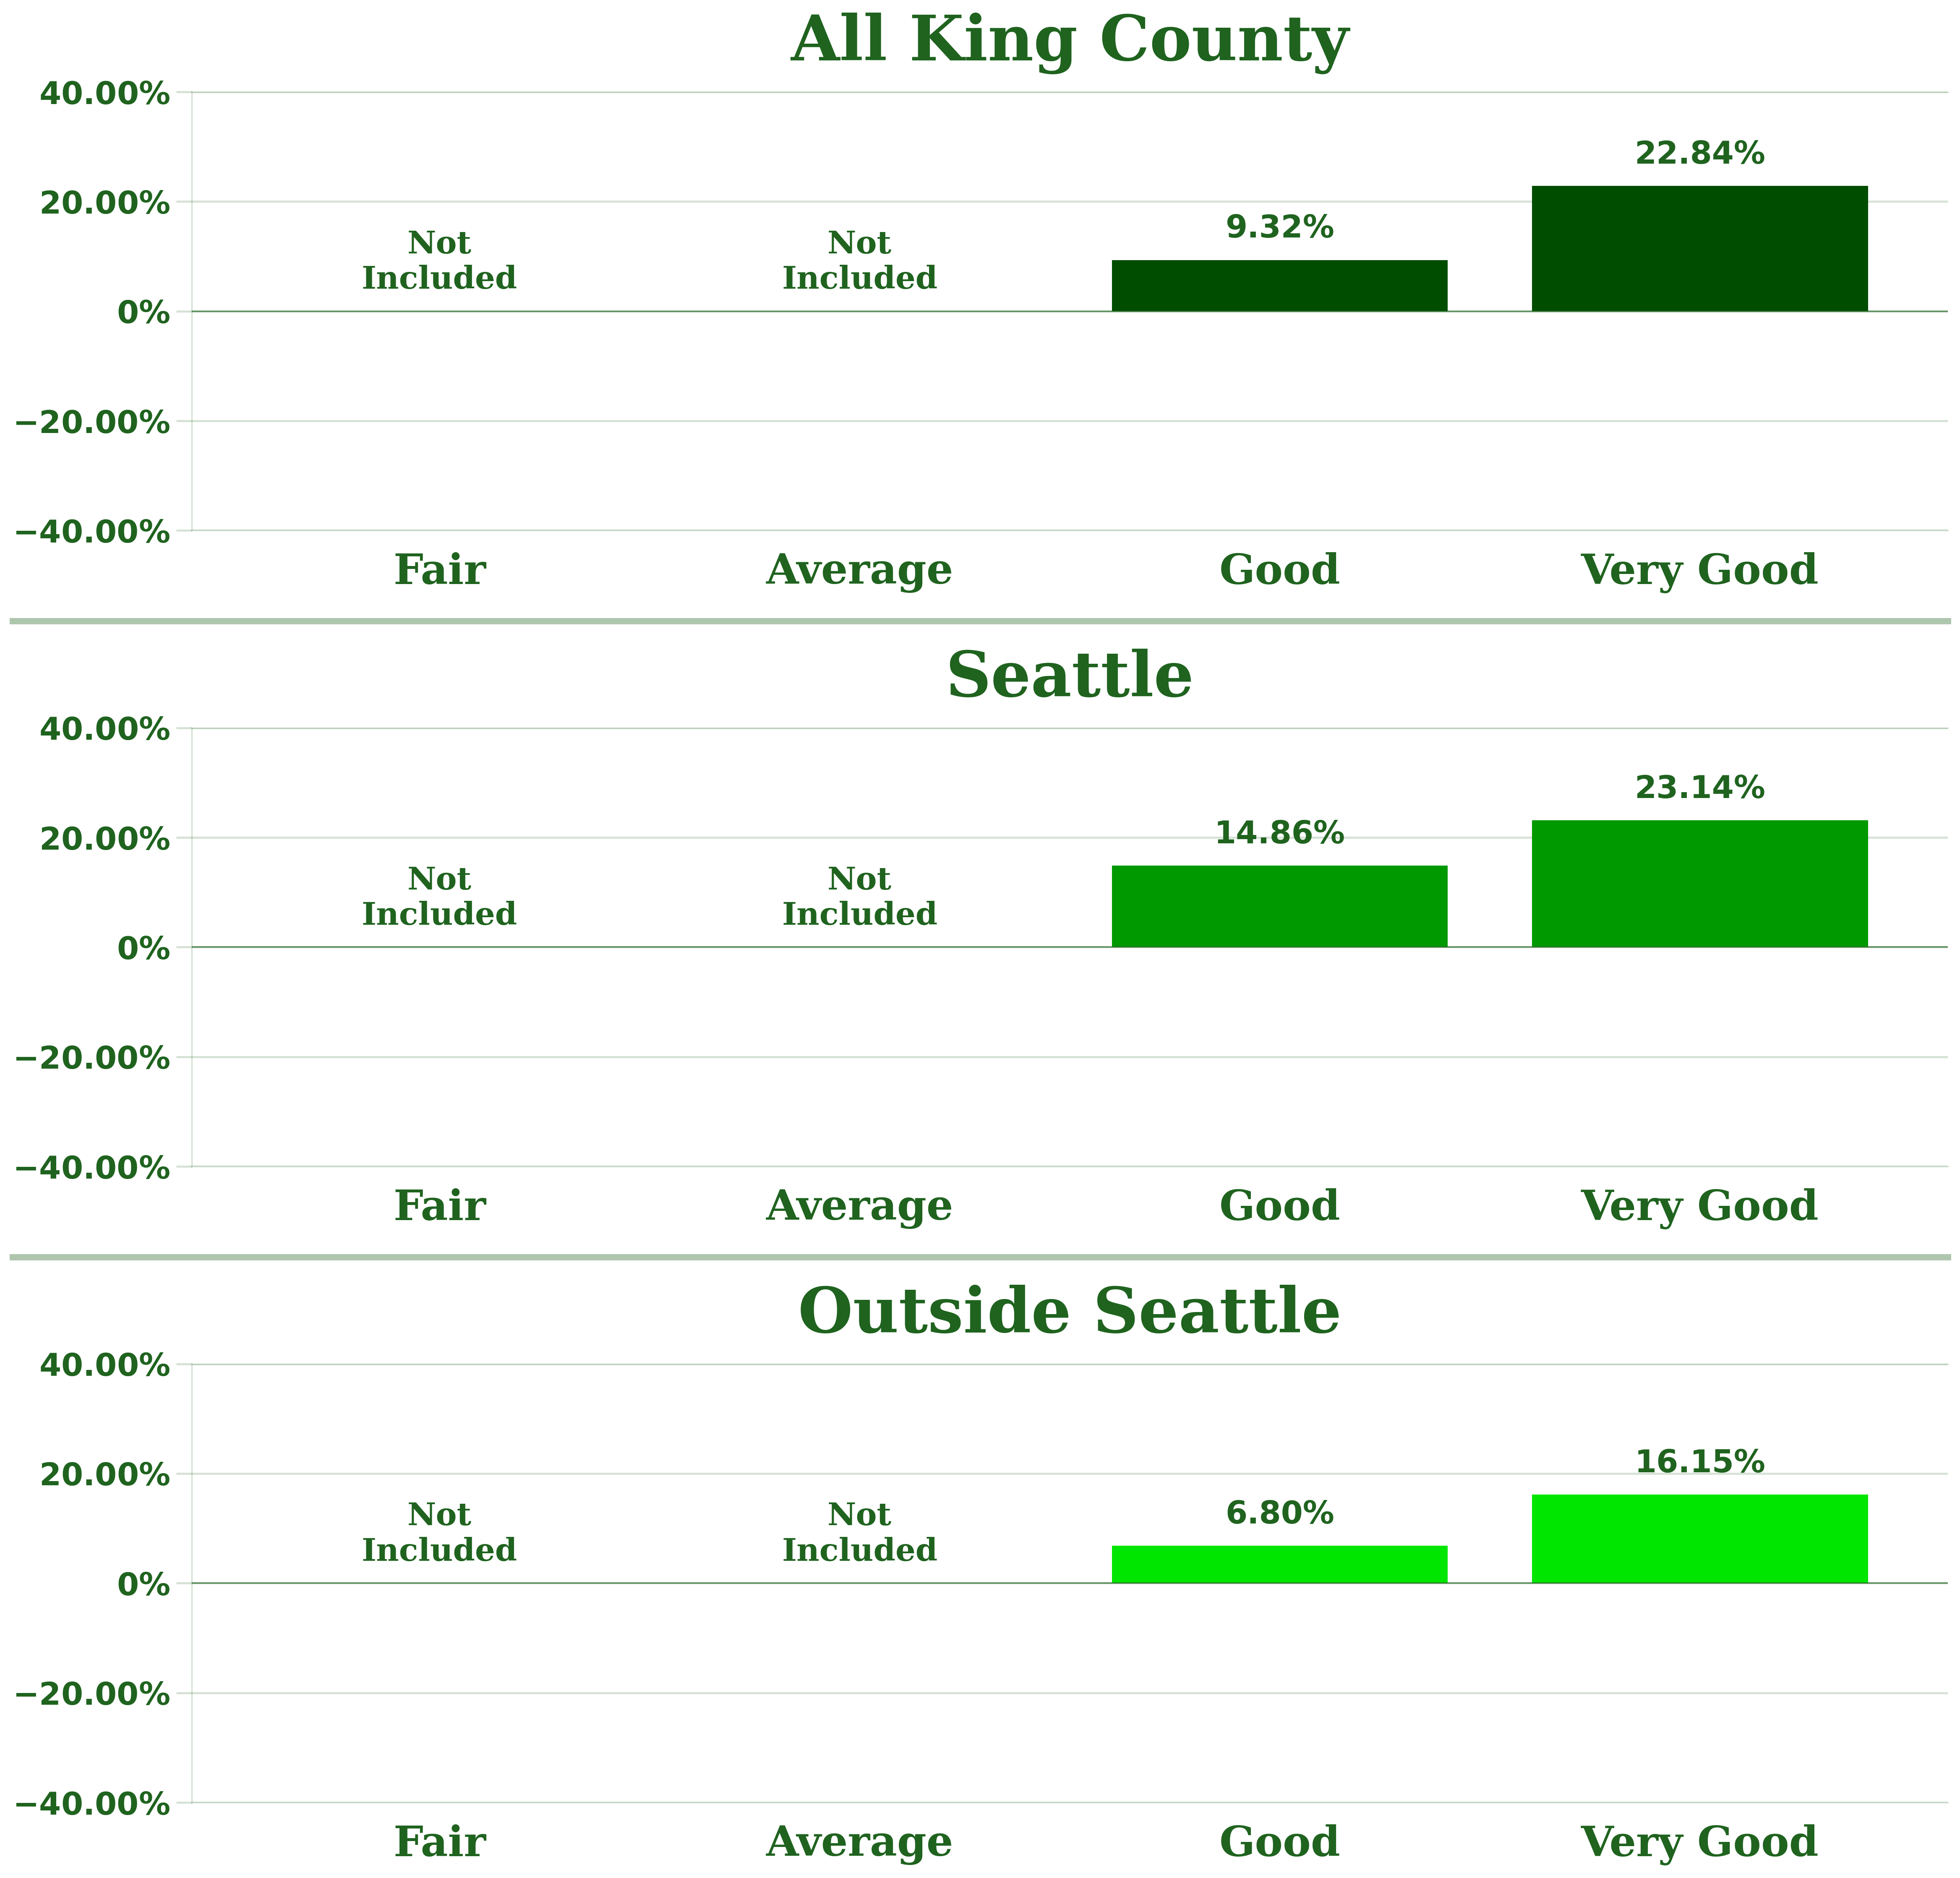 All King County
40.00%
22.84%
20.00%
9.32%
Not
Included
Not
Included
0%
−20.00%
−40.00%
Fair
Average
Good
Very Good
Seattle
40.00%
23.14%
20.00%
14.86%
Not
Included
Not
Included
0%
−20.00%
−40.00%
Fair
Average
Good
Very Good
Outside Seattle
40.00%
16.15%
20.00%
6.80%
Not
Included
Not
Included
0%
−20.00%
−40.00%
Fair
Average
Good
Very Good